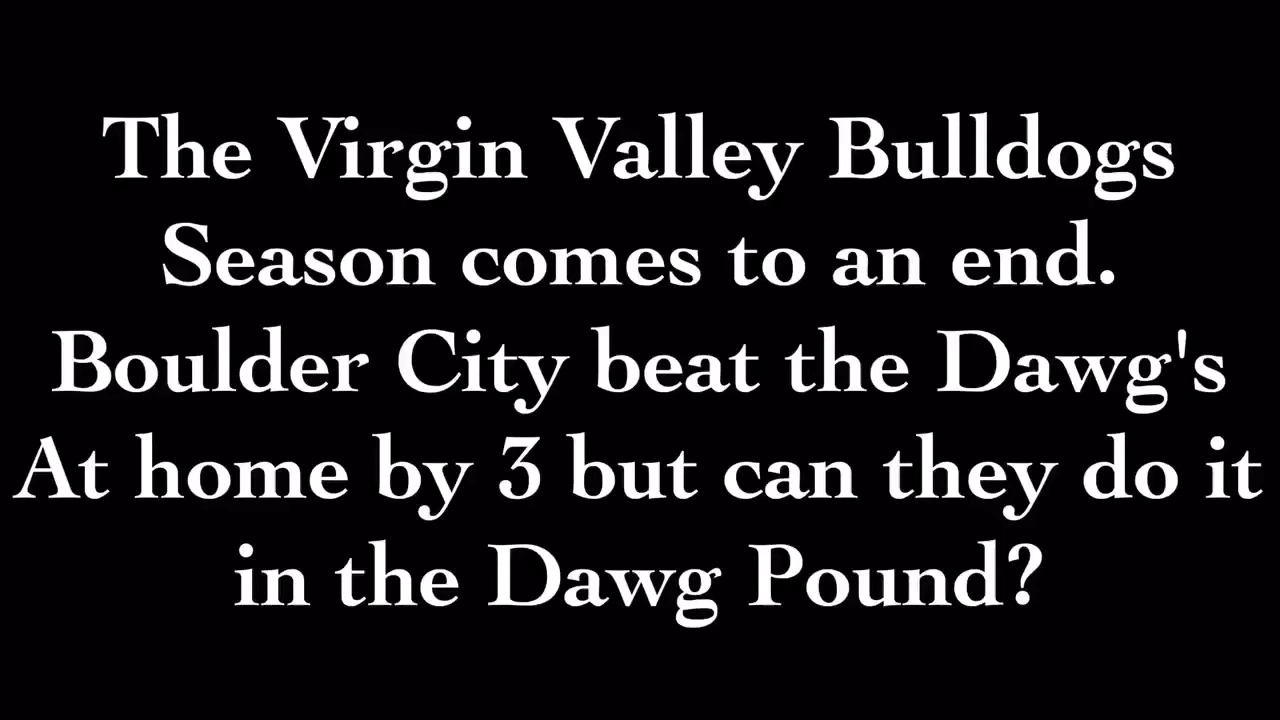 The Virgin Valley Bulldogs
Season comes to an end.
Boulder City beat the Dawg's
At home by 3 but can they do it
in the Dawg Pound?